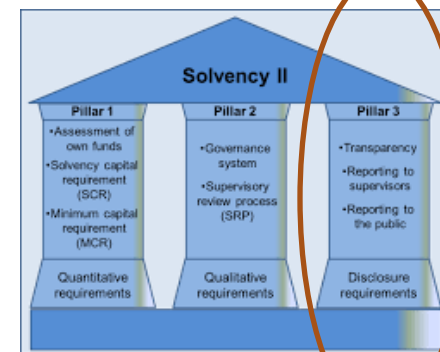 Solvency II
Pillar 1
•Assessment of
own funds
•Solvency capital
requirement
(SCR)
•Minimum capital
requirement
(MCR)
Quantitative
requirements
Pillar 2
•Governance
system
•Supervisory
review process
(SRP)
Qualitative
requirements
Pillar 3
•Transparency
•Reporting to
supervisors
•Reporting to
the public
Disclosure
requirements